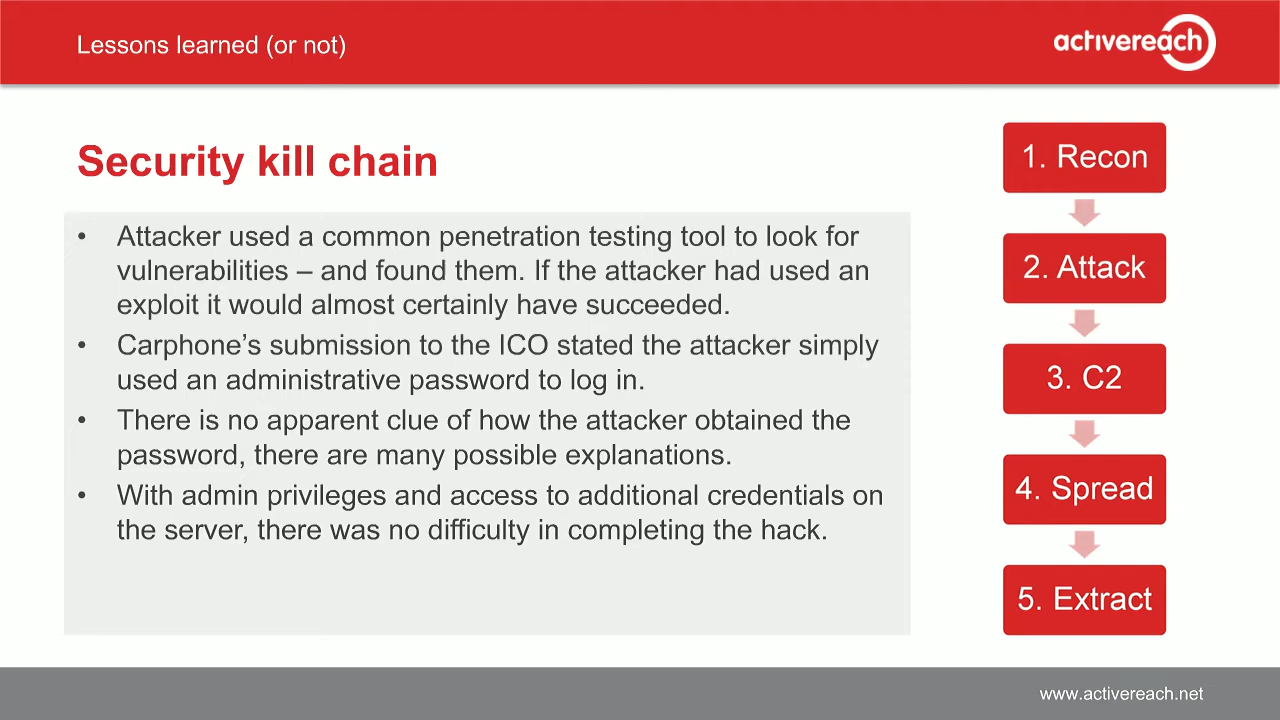 Lessons learned (or not)
activereach
Security kill chain
• Attacker used a common penetration testing tool to look for
vulnerabilities – and found them. If the attacker had used an
exploit it would almost certainly have succeeded.
• Carphone’s submission to the ICO stated the attacker simply
used an administrative password to log in.
• There is no apparent clue of how the attacker obtained the
password, there are many possible explanations.
• With admin privileges and access to additional credentials on
the server, there was no difficulty in completing the hack.
1. Recon
2. Attack
3. C2
4. Spread
5. Extract
www.activereach.net